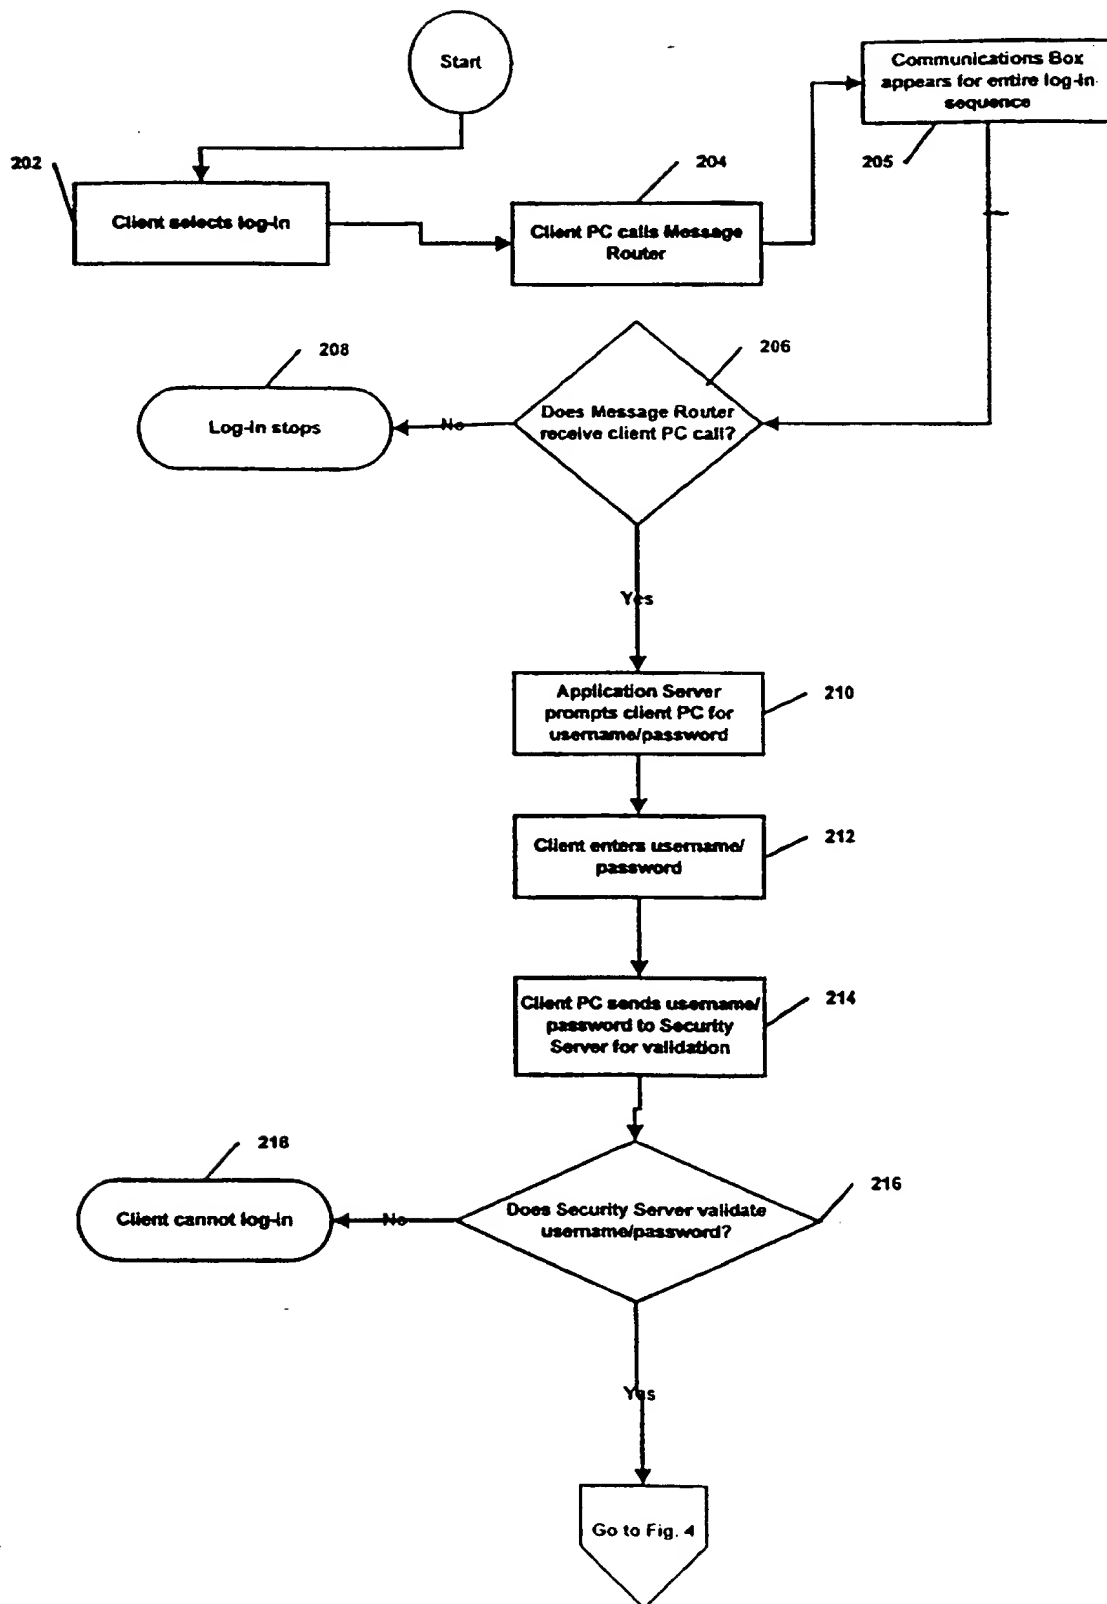 Start
Communications Box
appears for entire log-in
sequence
202
204
205
Client selects log-in
Client PC calls Message
Router
208
206
Does Message Router
receive client PC call?
No
Log-in stops
Yes
Application Server
prompts client PC for
username/password
210
Client enters username/
password
212
Client PC sends username/
password to Security
Server for validation
214
218
216
Does Security Server validate
username/password?
No
Client cannot log-in
Yes
Go to Fig. 4